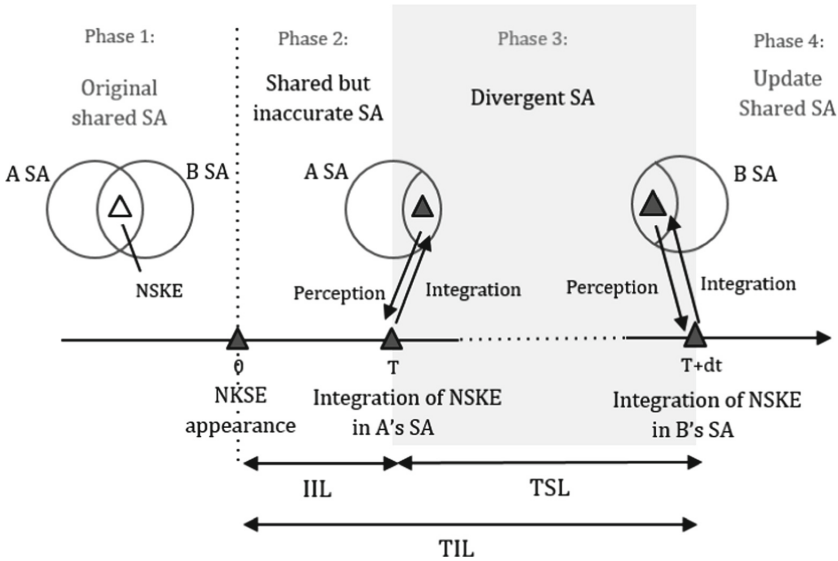 Phase 1:
Phase 2:
Phase 3:
Phase 4:
Original
shared SA
Shared but
inaccurate SA
Divergent SA
Update
Shared SA
A SA
B SA
A SA
B SA
NSKE
Perception
Integration
Perception
Integration
0
T
T+dt
NKSE
appearance
Integration of NSKE
in A's SA
Integration of NSKE
in B's SA
IIL
TSL
TIL